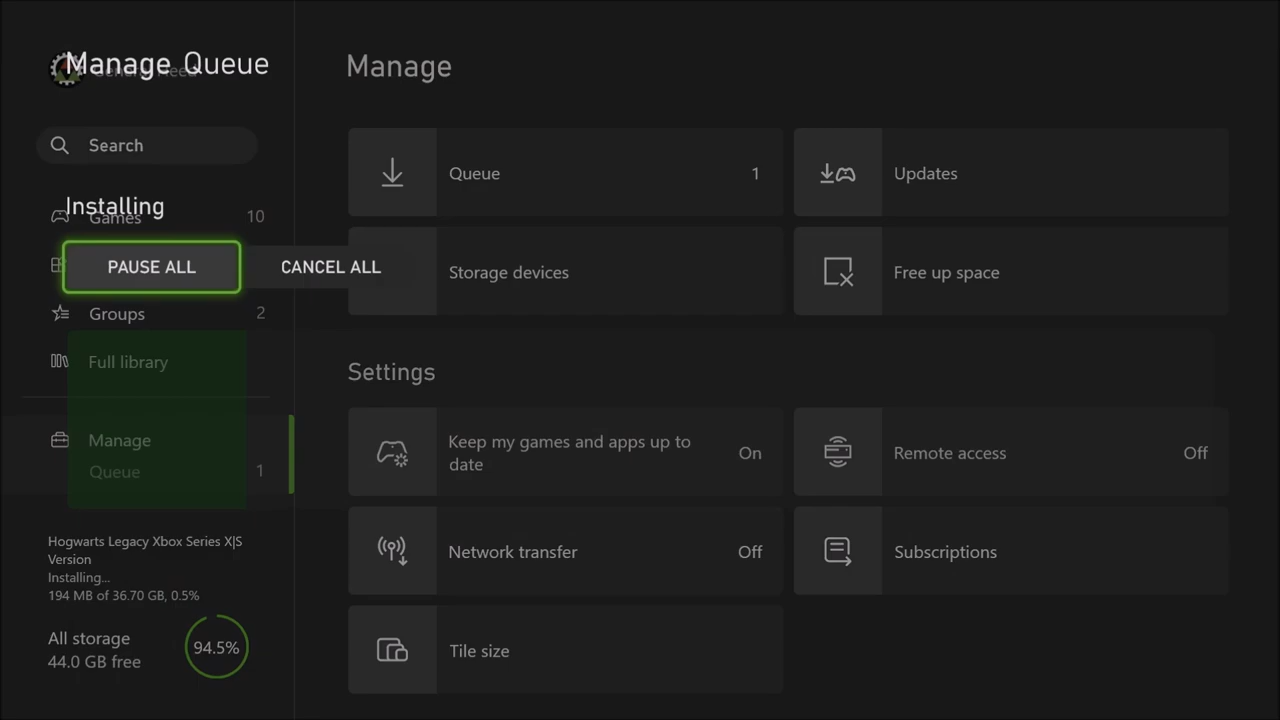 Manage Queue
Search
Installing
Games 10
PAUSE ALL
CANCEL ALL
Groups 2
Full library
Manage
Queue 1
Hogwarts Legacy Xbox Series X|S
Version
Installing...
194 MB of 36.70 GB, 0.5%
All storage
44.0 GB free
94.5%
Manage
Queue 1
Updates
Storage devices
Free up space
Settings
Keep my games and apps up to
date
On
Remote access Off
Network transfer Off
Subscriptions
Tile size